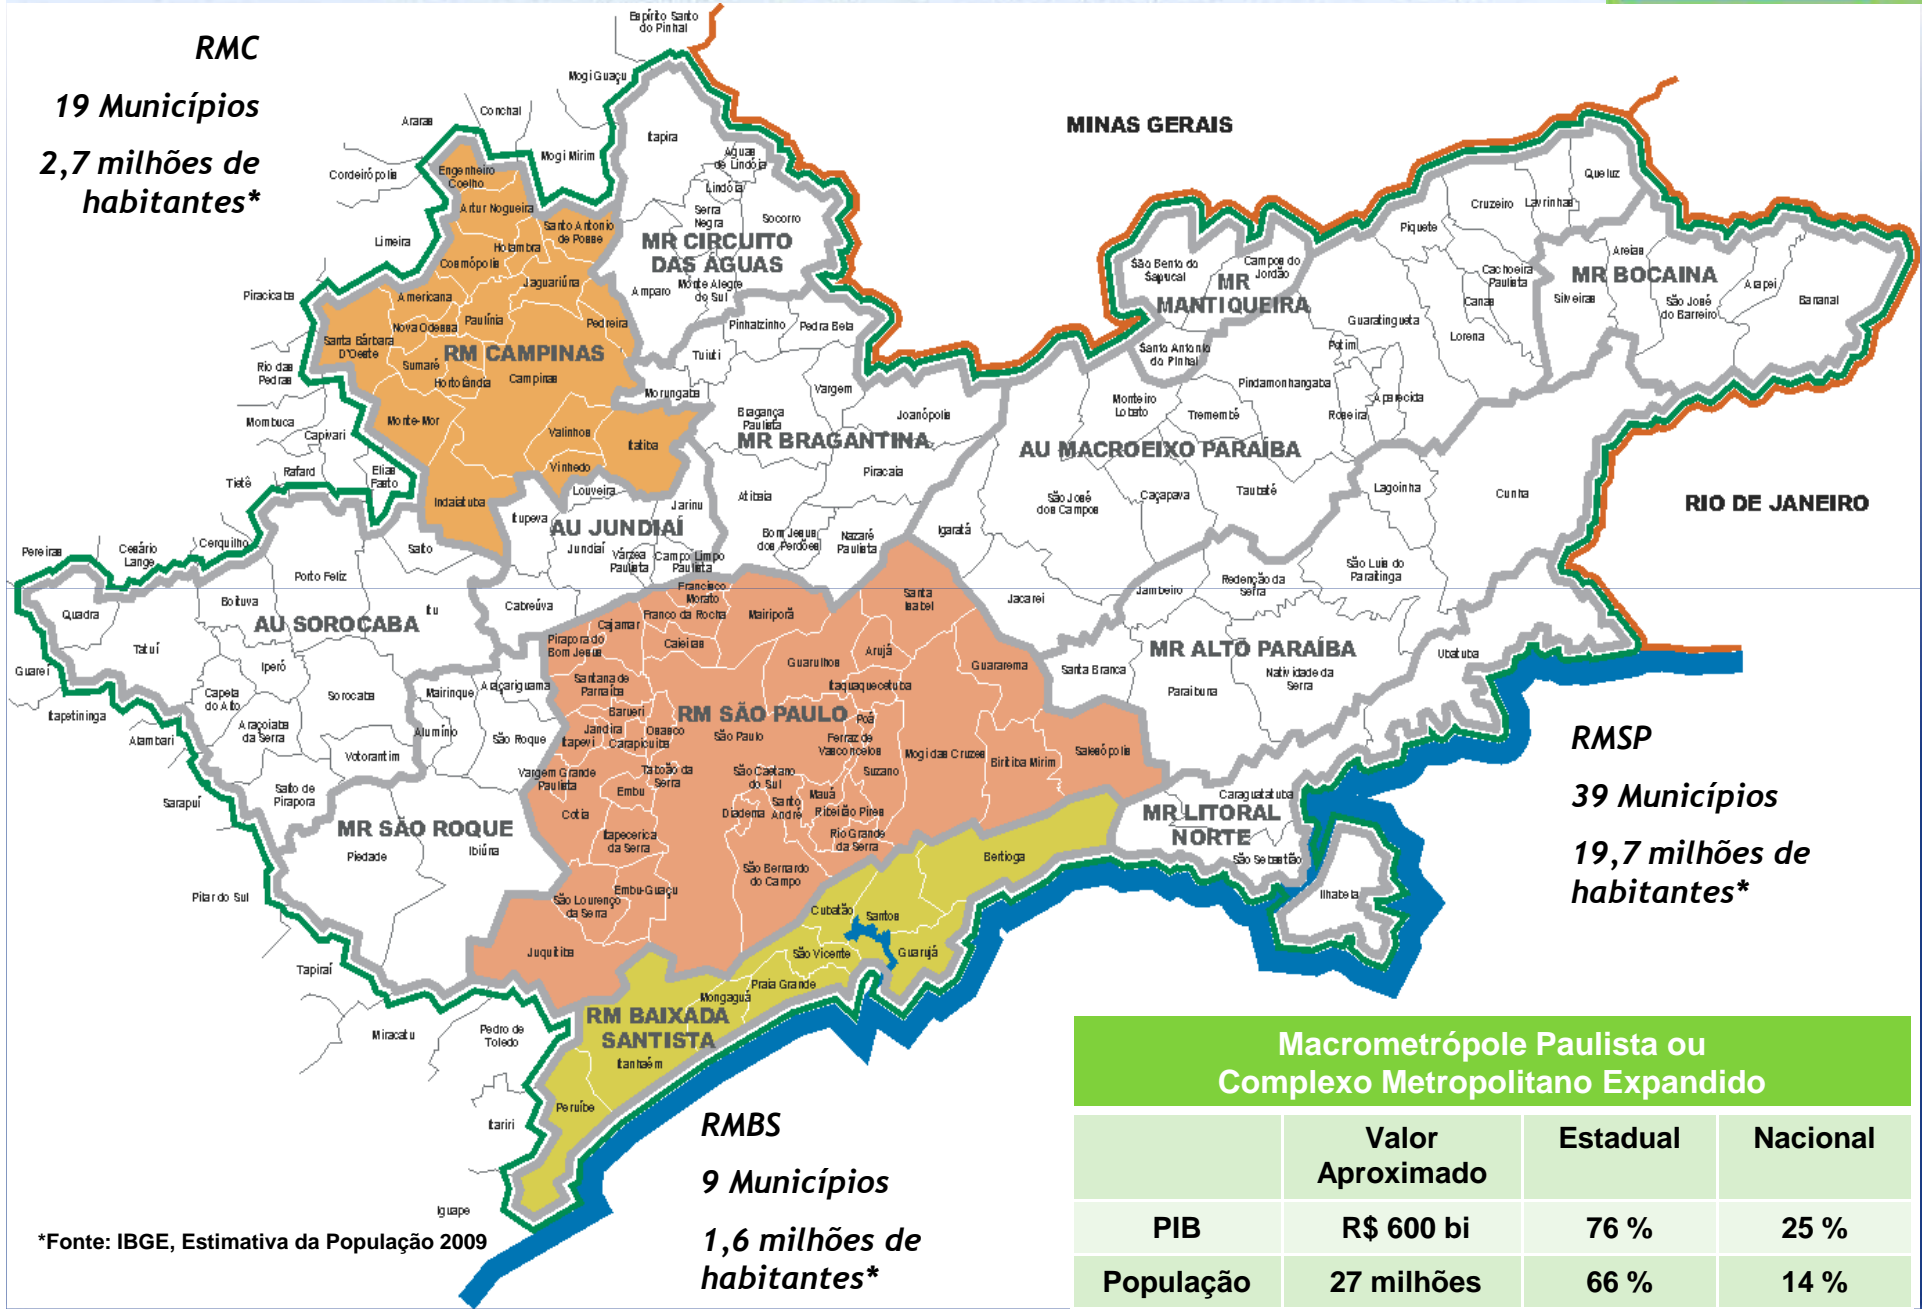 RMC
19 Municípios
2,7 milhões de
habitantes*
Espírito Santo
do Pinhal
Mogi Guaçu
Conchal
Araras
Mogi Mirim
Cordeirópolis
Limeira
Piracicaba
Rio das
Pedras
Mombuca
Capivari
Rafard
Elias
Fasto
Tietê
Cerquilho
Cesário
Lange
Pereiras
Guareí
Itapetininga
Alambari
Sarapuí
Pilar do Sul
Tapiraí
Miracatu
Pedro de
Toledo
Itariri
Iguape
MINAS GERAIS
RIO DE JANEIRO
Engenheiro
Coelho
Artur Nogueira
Santo Antonio
de Posse
Holambra
Cosmópolis
Jaguariúna
Americana
Nova Odessa
Paulínia
Pedreira
Santa Bárbara
D'Oeste
RM CAMPINAS
Sumaré
Hortolândia
Campinas
Monte-Mor
Valinhos
Itatiba
Vinhedo
Indaiatuba
Itapira
Aguas
de Lindóia
Lindóia
Serra
Negra
Socorro
MR CIRCUITO
DAS ÁGUAS
Amparo
Monte Alegre
do Sul
Pinhalzinho
Pedra Bela
Tuiuti
Vargem
Morungaba
Bragança
Paulista
Joanópolis
MR BRAGANTINA
Piracaia
Atibaia
Bom Jesus
dos Perdões
Nazaré
Paulista
Louveira
Jarinu
Itupeva
AU JUNDIAÍ
Jundiaí
Várzea
Paulista
Campo Limpo
Paulista
Cabreúva
Salto
Porto Feliz
Boituva
Itu
AU SOROCABA
Quadra
Tatuí
Iperó
Capela
do Alto
Sorocaba
Araçoiaba
da Serra
Votorantim
Salto de
Pirapora
Mairinque
Araçariguama
Alumínio
São Roque
MR SÃO ROQUE
Piedade
Ibiúna
São Bento do
Sapucaí
Campos do
Jordão
MR
MANTIQUEIRA
Santo Antonio
do Pinhal
Queluz
Lavrinhas
Cruzeiro
Piquete
Cachoeira
Paulista
Canas
Guaratingueta
Lorena
Potim
Pindamonhangaba
Aparecida
Roseira
Monteiro
Lobato
Tremembé
AU MACROEIXO PARAÍBA
São José
dos Campos
Caçapava
Taubaté
Igaratá
Jacareí
Areias
MR BOCAINA
Silveiras
São José
do Barreiro
Arapei
Bananal
Lagoinha
Cunha
São Luis do
Paraitinga
Redenção da
Serra
Jambeiro
MR ALTO PARAÍBA
Santa Branca
Paraibuna
Natividade da
Serra
Ubatuba
Caraguatatuba
MR LITORAL
NORTE
São Sebastião
Ilhabela
Francisco
Morato
Franco da Rocha
Mairiporã
Santa
Isabel
Cajamar
Caieiras
Pirapora do
Bom Jesus
Guarulhos
Arujá
Guararema
Santana de
Parnaíba
Itaquaquecetuba
Barueri
RM SÃO PAULO
Poá
Jandira
Osasco
São Paulo
Itapevi
Carapicuiba
Ferraz de
Vasconcelos
Mogi das Cruzes
Biritiba Mirim
Salesópolis
Vargem Grande
Paulista
Taboão da
Serra
São Caetano
do Sul
Suzano
Embu
Mauá
Santo
André
Cotia
Diadema
Ribeirão Pires
Itapecerica
da Serra
Rio Grande
da Serra
São Bernardo
do Campo
Embu-Guaçu
São Lourenço
da Serra
Juquitiba
Bertioga
Cubatão
Santos
São Vicente
Guarujá
Praia Grande
Mongaguá
RM BAIXADA
SANTISTA
Itanhaém
Peruíbe
RMSP
39 Municípios
19,7 milhões de
habitantes*
RMBS
9 Municípios
1,6 milhões de
habitantes*
*Fonte: IBGE, Estimativa da População 2009
Macrometrópole Paulista ou
Complexo Metropolitano Expandido
Valor
Aproximado
Estadual
Nacional
PIB R$ 600 bi 76 % 25 %
População 27 milhões 66 % 14 %